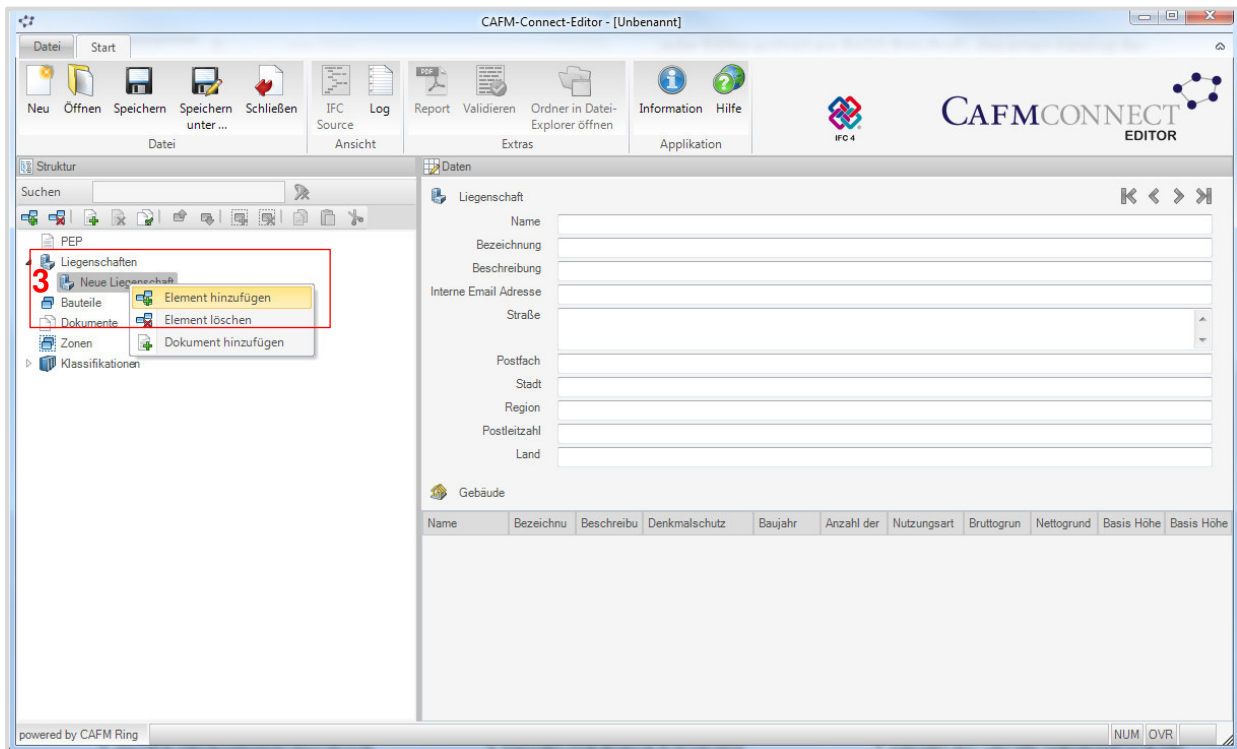 CAFM-Connect-Editor - [Unbenannt]
Datei Start
Neu Öffnen Speichern Speichern unter ... Schließen IFC Source Log Report Validieren Ordner in Datei-Explorer öffnen Information Hilfe
PDF
IFC 4
CAFMCONNECT
EDITOR
Datei Ansicht Extras Applikation
Struktur
Suchen
PEP
Liegenschaften
3
Neue Liegenschaft
Bauteile
Dokumente
Zonen
Klassifikationen
Element hinzufügen
Element löschen
Dokument hinzufügen
Daten
Liegenschaft
Name
Bezeichnung
Beschreibung
Interne Email Adresse
Straße
Postfach
Stadt
Region
Postleitzahl
Land
Gebäude
Name Bezeichnu Beschreibu Denkmalschutz Baujahr Anzahl der Nutzungsart Bruttogrun Nettogrund Basis Höhe Basis Höhe
powered by CAFM Ring NUM OVR